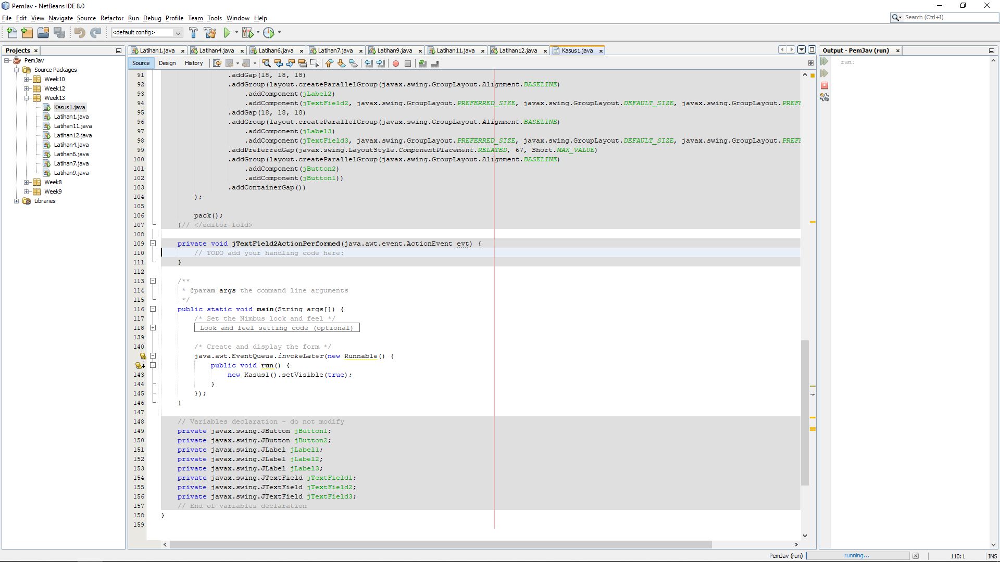 PemJav - NetBeans IDE 8.0
File Edit View Navigate Source Refactor Run Debug Profile Team Tools Window Help
Search (Ctrl+I)
<default config>
Projects
PemJav
Source Packages
Week10
Week12
Week13
Kasus1.java
Latihan1.java
Latihan11.java
Latihan12.java
Latihan4.java
Latihan6.java
Latihan7.java
Latihan9.java
Week8
Week9
Libraries
Latihan1.java Latihan4.java Latihan6.java Latihan7.java Latihan9.java Latihan11.java Latihan12.java Kasus1.java
Source Design History
91 .addGap(18, 18, 18)
92 .addGroup(layout.createParallelGroup(javax.swing.GroupLayout.Alignment.BASELINE)
93 .addComponent(jLabel2)
94 .addComponent(jTextField2, javax.swing.GroupLayout.PREFERRED_SIZE, javax.swing.GroupLayout.DEFAULT_SIZE, javax.swing.GroupLayout.PREFE
95 .addGap(18, 18, 18)
96 .addGroup(layout.createParallelGroup(javax.swing.GroupLayout.Alignment.BASELINE)
97 .addComponent(jLabel3)
98 .addComponent(jTextField3, javax.swing.GroupLayout.PREFERRED_SIZE, javax.swing.GroupLayout.DEFAULT_SIZE, javax.swing.GroupLayout.PREFE
99 .addPreferredGap(javax.swing.LayoutStyle.ComponentPlacement.RELATED, 67, Short.MAX_VALUE)
100 .addGroup(layout.createParallelGroup(javax.swing.GroupLayout.Alignment.BASELINE)
101 .addComponent(jButton2)
102 .addComponent(jButton1))
103 .addContainerGap())
104 );
105
106 pack();
107 }// </editor-fold>
108
109 private void jTextField2ActionPerformed(java.awt.event.ActionEvent evt) {
110 // TODO add your handling code here:
111 }
112
113 /**
114 * @param args the command line arguments
115 */
116 public static void main(String args[]) {
117 /* Set the Nimbus look and feel */
118 Look and feel setting code (optional)
139
140 /* Create and display the form */
java.awt.EventQueue.invokeLater(new Runnable() {
public void run() {
143 new Kasus1().setVisible(true);
144 }
145 });
146 }
147
148 // Variables declaration - do not modify
149 private javax.swing.JButton jButton1;
150 private javax.swing.JButton jButton2;
151 private javax.swing.JLabel jLabel1;
152 private javax.swing.JLabel jLabel2;
153 private javax.swing.JLabel jLabel3;
154 private javax.swing.JTextField jTextField1;
155 private javax.swing.JTextField jTextField2;
156 private javax.swing.JTextField jTextField3;
157 // End of variables declaration
158 }
159
Output - PemJav (run)
run:
PemJav (run) running... 110:1 INS